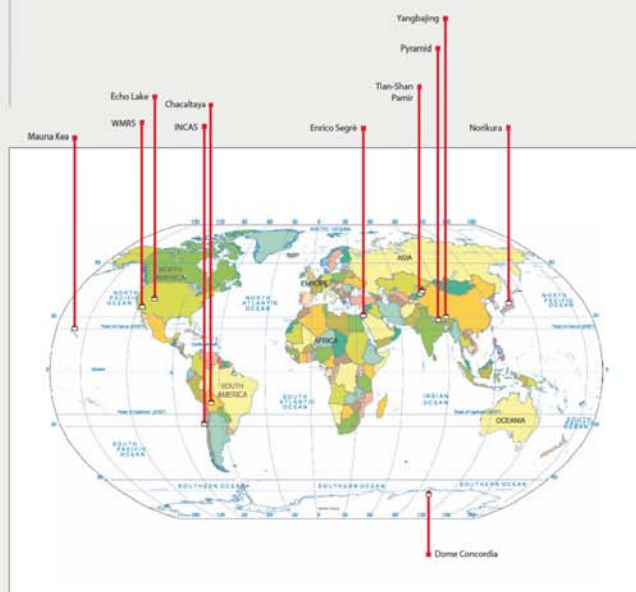 Yangbajing
Pyramid
Tian-Shan
Pamir
Echo Lake
Chacaltaya
WMRS
INCAS
Enrico Segrè
Norikura
Mauna Kea
ARCTIC OCEAN
ASIA
NORTH
AMERICA
EUROPE
NORTH
PACIFIC
OCEAN
NORTH
ATLANTIC
OCEAN
NORTH
PACIFIC
OCEAN
AFRICA
SOUTH
AMERICA
SOUTH
ATLANTIC
OCEAN
INDIAN
OCEAN
OCEANIA
SOUTH
PACIFIC
OCEAN
SOUTHERN OCEAN
SOUTHERN OCEAN
SOUTHERN OCEAN
Dome Concordia